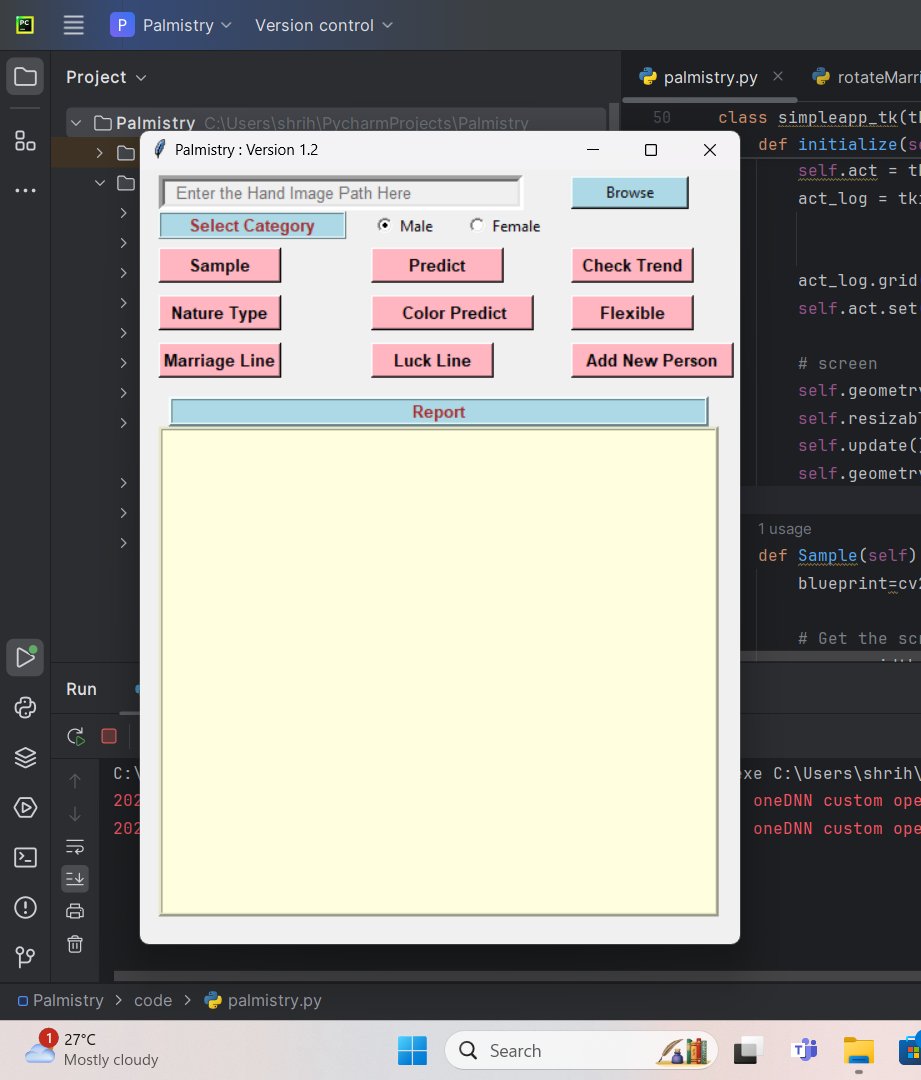 PC
P Palmistry Version control
Project
palmistry.py
rotateMarri
Palmistry C:\Users\shrih\PycharmProjects\Palmistry
50 class simpleapp_tk(t
def initialize(s
self.act = t
act_log = tk
act_log.grid
self.act.set
# screen
self.geometry
self.resizab
self.update()
self.geometry
1 usage
def Sample(self)
blueprint=cv
# Get the scr
Palmistry : Version 1.2
Enter the Hand Image Path Here
Browse
Select Category
Male
Female
Sample
Predict
Check Trend
Nature Type
Color Predict
Flexible
Marriage Line
Luck Line
Add New Person
Report
Run
C:\
xe C:\Users\shrih\
202
oneDNN custom ope
202
oneDNN custom ope
Palmistry > code > palmistry.py
1
27°C
Mostly cloudy
Search